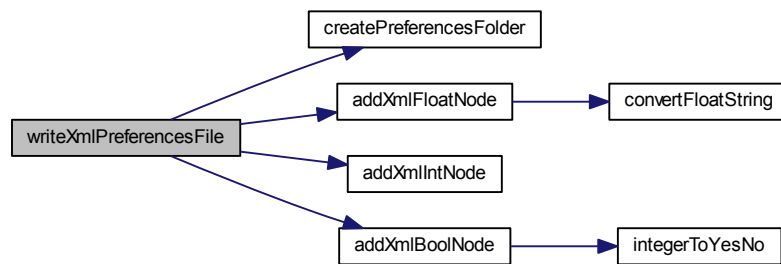 createPreferencesFolder
addXmlFloatNode
convertFloatString
writeXmlPreferencesFile
addXmlIntNode
addXmlBoolNode
integerToYesNo